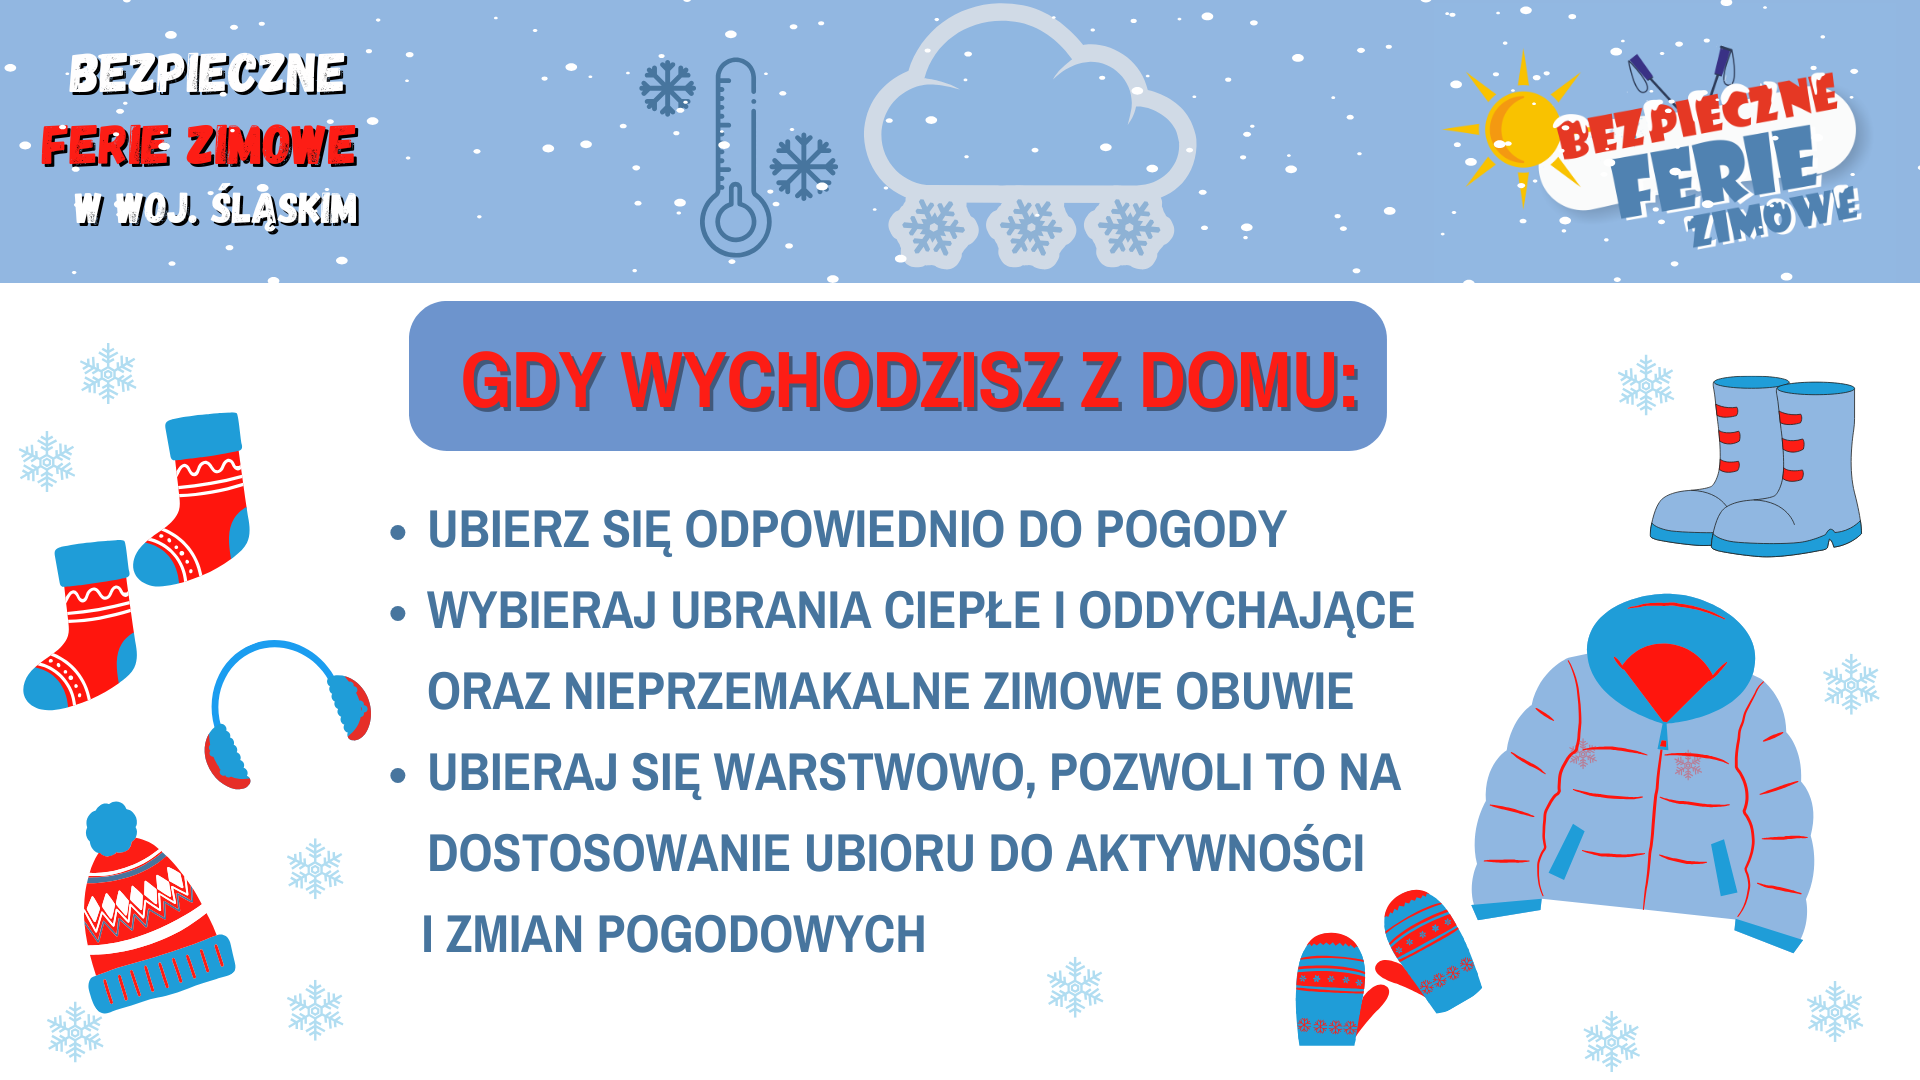 BEZPIECZNE
FERIE ZIMOWE
W WOJ. ŚLĄSKIM
BEZPIECZNE
FERIE
ZIMOWE
GDY WYCHODZISZ Z DOMU:
• UBIERZ SIĘ ODPOWIEDNIO DO POGODY
• WYBIERAJ UBRANIA CIEPŁE I ODDYCHAJĄCE
ORAZ NIEPRZEMAKALNE ZIMOWE OBUWIE
• UBIERAJ SIĘ WARSTWOWO, POZWOLI TO NA
DOSTOSOWANIE UBIORU DO AKTYWNOŚCI
I ZMIAN POGODOWYCH